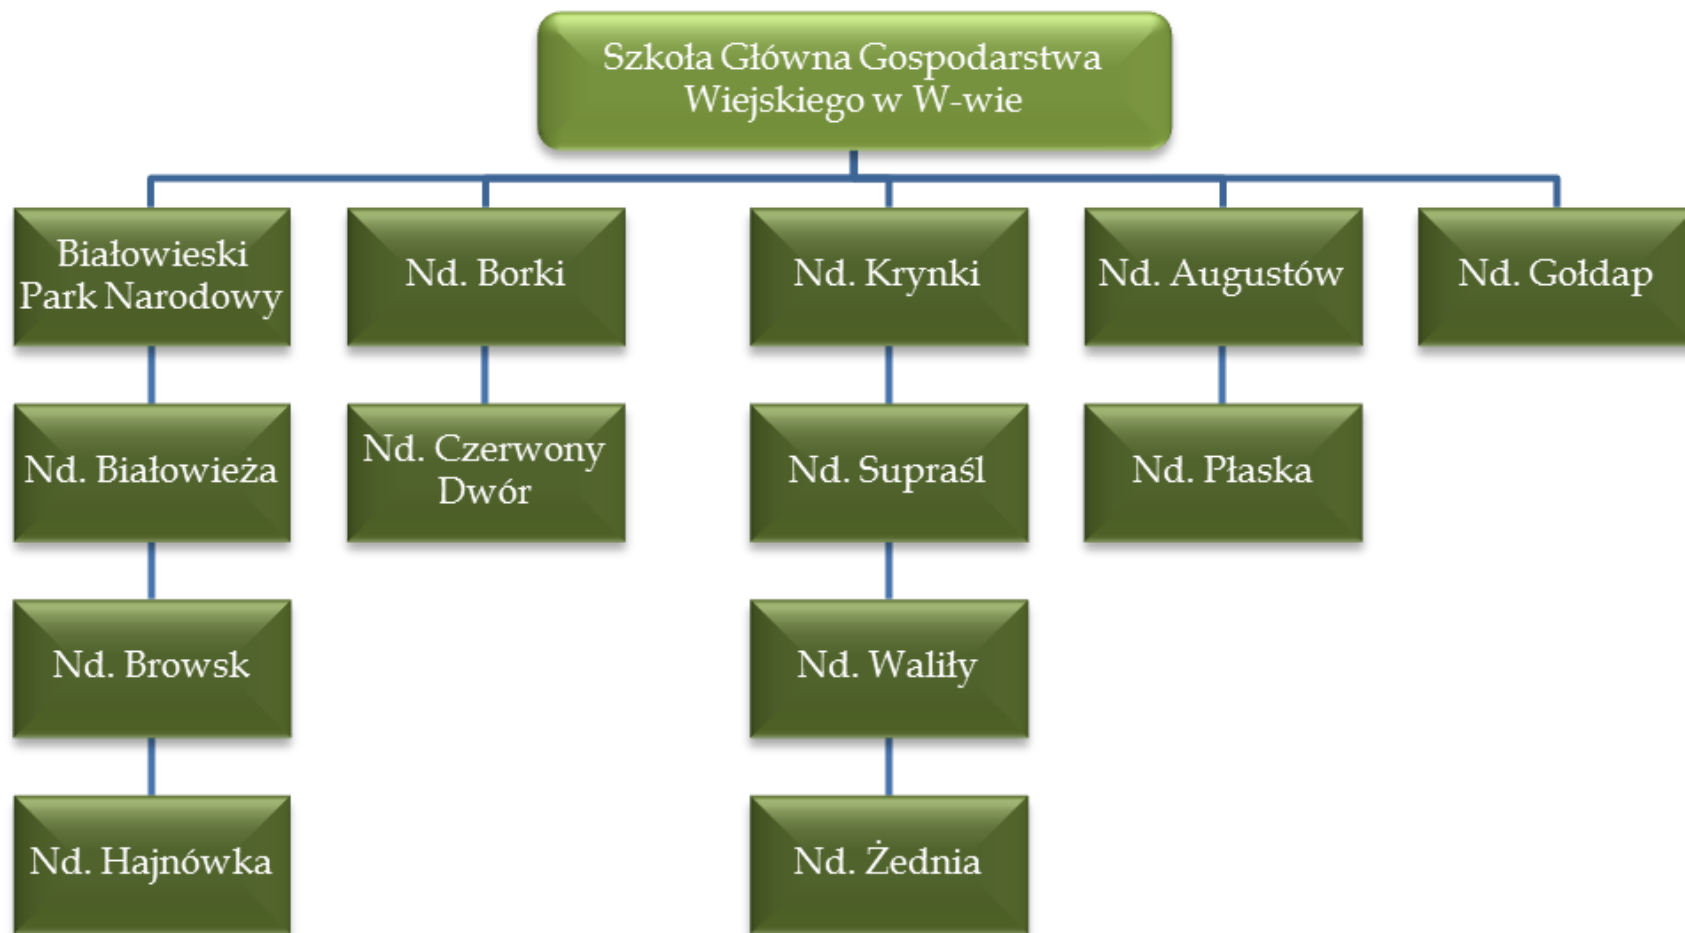 Szkoła Główna Gospodarstwa
Wiejskiego w W-wie
Białowieski
Park Narodowy
Nd. Borki
Nd. Krynki
Nd. Augustów
Nd. Gołdap
Nd. Białowieża
Nd. Czerwony
Dwór
Nd. Supraśl
Nd. Płaska
Nd. Browsk
Nd. Waliły
Nd. Hajnówka
Nd. Żednia